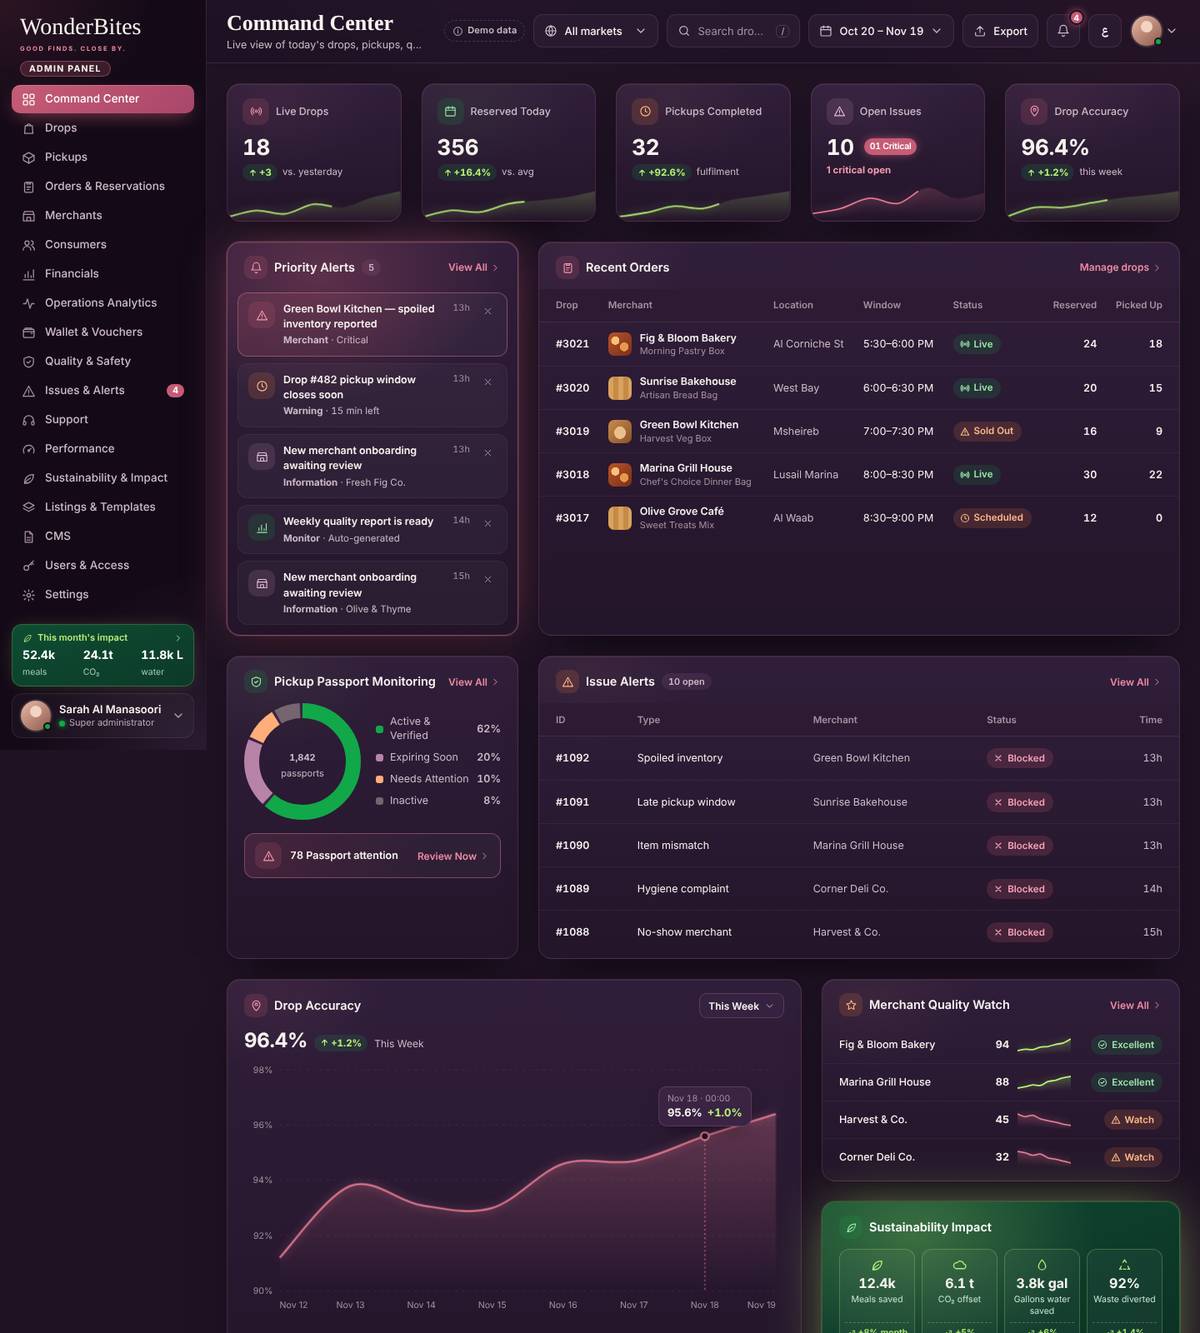 WonderBites
GOOD FINDS. CLOSE BY.
ADMIN PANEL
Command Center
Drops
Pickups
Orders & Reservations
Merchants
Consumers
Financials
Operations Analytics
Wallet & Vouchers
Quality & Safety
Issues & Alerts 4
Support
Performance
Sustainability & Impact
Listings & Templates
CMS
Users & Access
Settings
This month's impact
52.4k 24.1t 11.8k L
meals CO₂ water
Sarah Al Manasoori
Super administrator
Command Center
Live view of today's drops, pickups, q...
Demo data
All markets
Search dro... /
Oct 20 – Nov 19
Export
4
ع
Live Drops
18
+3 vs. yesterday
Reserved Today
356
+16.4% vs. avg
Pickups Completed
32
+92.6% fulfilment
Open Issues
10 01 Critical
1 critical open
Drop Accuracy
96.4%
+1.2% this week
Priority Alerts 5 View All
Green Bowl Kitchen — spoiled 13h
inventory reported
Merchant · Critical
Drop #482 pickup window 13h
closes soon
Warning · 15 min left
New merchant onboarding 13h
awaiting review
Information · Fresh Fig Co.
Weekly quality report is ready 14h
Monitor · Auto-generated
New merchant onboarding 15h
awaiting review
Information · Olive & Thyme
Recent Orders Manage drops
Drop Merchant Location Window Status Reserved Picked Up
#3021 Fig & Bloom Bakery Al Corniche St 5:30–6:00 PM Live 24 18
Morning Pastry Box
#3020 Sunrise Bakehouse West Bay 6:00–6:30 PM Live 20 15
Artisan Bread Bag
#3019 Green Bowl Kitchen Msheireb 7:00–7:30 PM Sold Out 16 9
Harvest Veg Box
#3018 Marina Grill House Lusail Marina 8:00–8:30 PM Live 30 22
Chef's Choice Dinner Bag
#3017 Olive Grove Café Al Waab 8:30–9:00 PM Scheduled 12 0
Sweet Treats Mix
Pickup Passport Monitoring View All
1,842
passports
Active & Verified 62%
Expiring Soon 20%
Needs Attention 10%
Inactive 8%
78 Passport attention Review Now
Issue Alerts 10 open View All
ID Type Merchant Status Time
#1092 Spoiled inventory Green Bowl Kitchen Blocked 13h
#1091 Late pickup window Sunrise Bakehouse Blocked 13h
#1090 Item mismatch Marina Grill House Blocked 13h
#1089 Hygiene complaint Corner Deli Co. Blocked 14h
#1088 No-show merchant Harvest & Co. Blocked 15h
Drop Accuracy This Week
96.4% +1.2% This Week
98%
96%
94%
92%
90%
Nov 18 · 00:00
95.6% +1.0%
Nov 12 Nov 13 Nov 14 Nov 15 Nov 16 Nov 17 Nov 18 Nov 19
Merchant Quality Watch View All
Fig & Bloom Bakery 94 Excellent
Marina Grill House 88 Excellent
Harvest & Co. 45 Watch
Corner Deli Co. 32 Watch
Sustainability Impact
12.4k 6.1 t 3.8k gal 92%
Meals saved CO₂ offset Gallons water saved Waste diverted
+8% month +5% +6% +1.4%